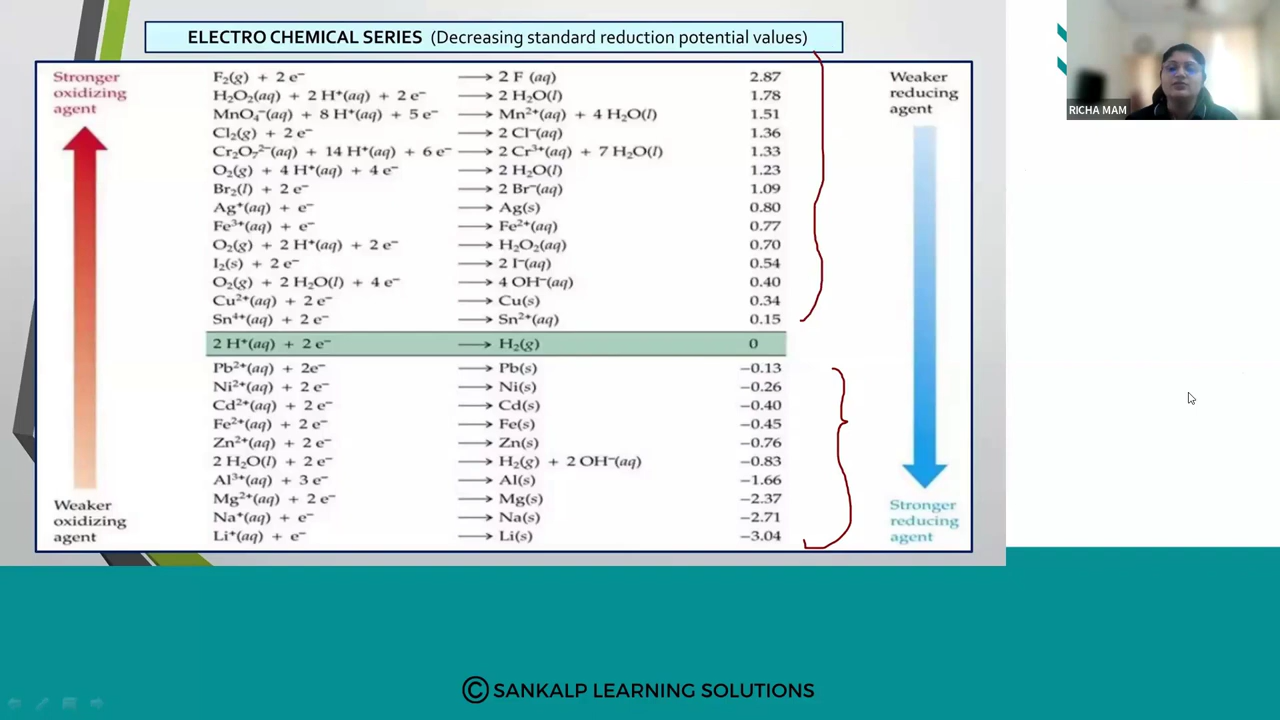 ELECTRO CHEMICAL SERIES (Decreasing standard reduction potential values)
Stronger
oxidizing
agent
F₂(g) + 2 e⁻ ⟶ 2 F (aq) 2.87
H₂O₂(aq) + 2 H⁺(aq) + 2 e⁻ ⟶ 2 H₂O(l) 1.78
MnO₄⁻(aq) + 8 H⁺(aq) + 5 e⁻ ⟶ Mn²⁺(aq) + 4 H₂O(l) 1.51
Cl₂(g) + 2 e⁻ ⟶ 2 Cl⁻(aq) 1.36
Cr₂O₇²⁻(aq) + 14 H⁺(aq) + 6 e⁻ ⟶ 2 Cr³⁺(aq) + 7 H₂O(l) 1.33
O₂(g) + 4 H⁺(aq) + 4 e⁻ ⟶ 2 H₂O(l) 1.23
Br₂(l) + 2 e⁻ ⟶ 2 Br⁻(aq) 1.09
Ag⁺(aq) + e⁻ ⟶ Ag(s) 0.80
Fe³⁺(aq) + e⁻ ⟶ Fe²⁺(aq) 0.77
O₂(g) + 2 H⁺(aq) + 2 e⁻ ⟶ H₂O₂(aq) 0.70
I₂(s) + 2 e⁻ ⟶ 2 I⁻(aq) 0.54
O₂(g) + 2 H₂O(l) + 4 e⁻ ⟶ 4 OH⁻(aq) 0.40
Cu²⁺(aq) + 2 e⁻ ⟶ Cu(s) 0.34
Sn⁴⁺(aq) + 2 e⁻ ⟶ Sn²⁺(aq) 0.15
2 H⁺(aq) + 2 e⁻ ⟶ H₂(g) 0
Pb²⁺(aq) + 2e⁻ ⟶ Pb(s) −0.13
Ni²⁺(aq) + 2 e⁻ ⟶ Ni(s) −0.26
Cd²⁺(aq) + 2 e⁻ ⟶ Cd(s) −0.40
Fe²⁺(aq) + 2 e⁻ ⟶ Fe(s) −0.45
Zn²⁺(aq) + 2 e⁻ ⟶ Zn(s) −0.76
2 H₂O(l) + 2 e⁻ ⟶ H₂(g) + 2 OH⁻(aq) −0.83
Al³⁺(aq) + 3 e⁻ ⟶ Al(s) −1.66
Mg²⁺(aq) + 2 e⁻ ⟶ Mg(s) −2.37
Na⁺(aq) + e⁻ ⟶ Na(s) −2.71
Li⁺(aq) + e⁻ ⟶ Li(s) −3.04
Weaker
oxidizing
agent
Weaker
reducing
agent
Stronger
reducing
agent
RICHA MAM
© SANKALP LEARNING SOLUTIONS